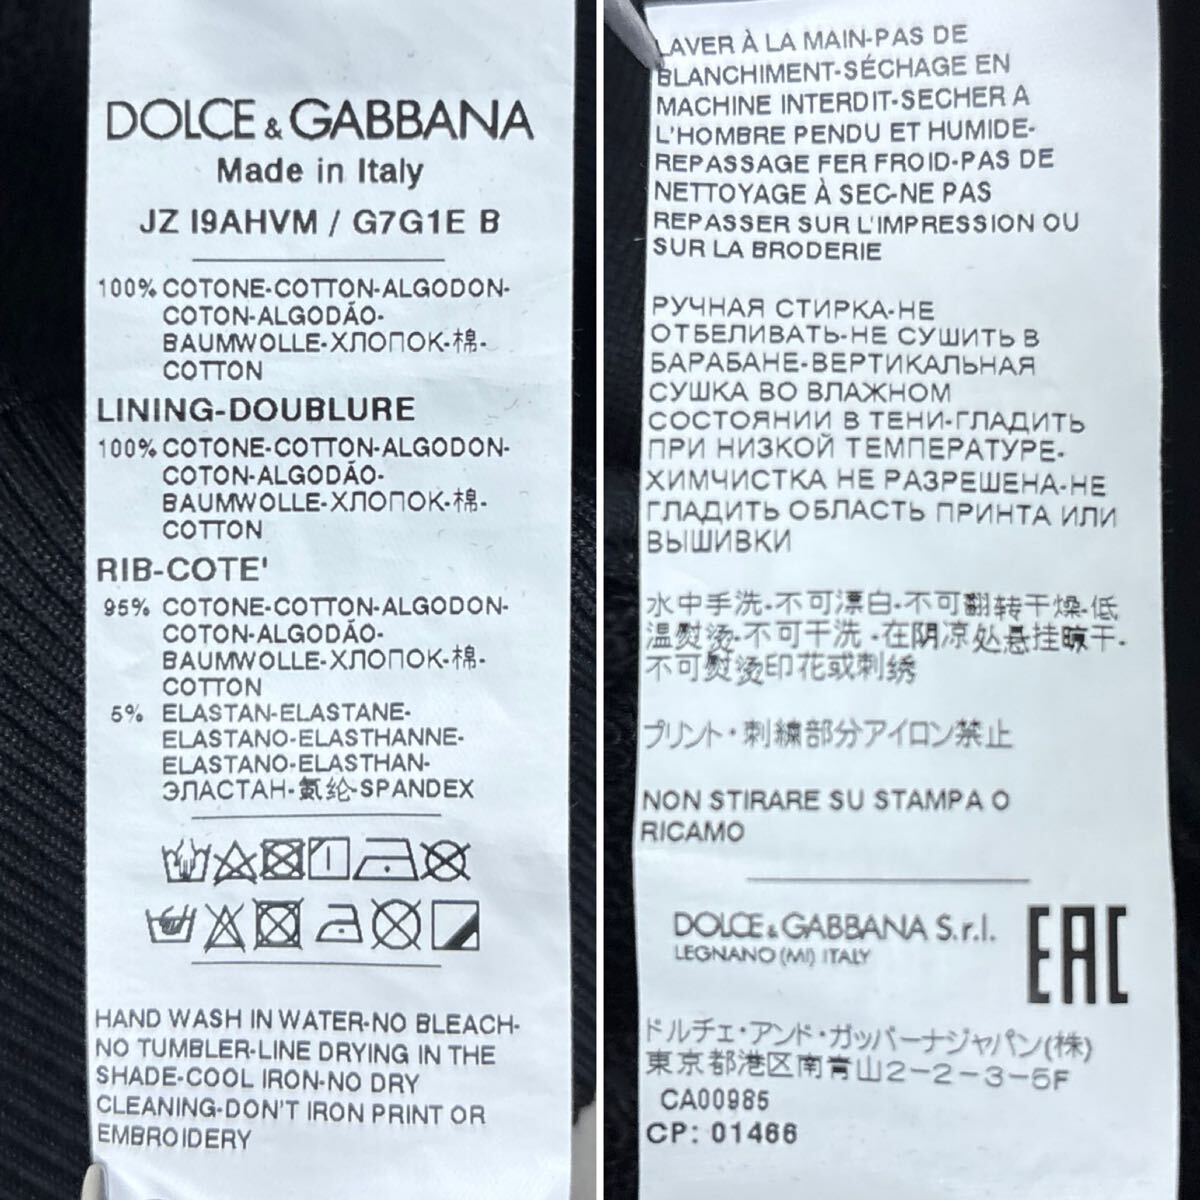 DOLCE & GABBANA
Made in Italy
JZ I9AHVM / G7G1E B
100% COTONE-COTTON-ALGODON-
COTON-ALGODÃO-
BAUMWOLLE-ХЛОПОК-棉-
COTTON
LINING-DOUBLURE
100% COTONE-COTTON-ALGODON-
COTON-ALGODÃO-
BAUMWOLLE-ХЛОПОК-棉-
COTTON
RIB-COTE'
95% COTONE-COTTON-ALGODON-
COTON-ALGODÃO-
BAUMWOLLE-ХЛОПОК-棉-
COTTON
5% ELASTAN-ELASTANE-
ELASTANO-ELASTHANNE-
ELASTANO-ELASTHAN-
ЭЛАСТАН-氨纶-SPANDEX
HAND WASH IN WATER-NO BLEACH-
NO TUMBLER-LINE DRYING IN THE
SHADE-COOL IRON-NO DRY
CLEANING-DON'T IRON PRINT OR
EMBROIDERY
LAVER À LA MAIN-PAS DE
BLANCHIMENT-SÉCHAGE EN
MACHINE INTERDIT-SECHER A
L'HOMBRE PENDU ET HUMIDE-
REPASSAGE FER FROID-PAS DE
NETTOYAGE À SEC-NE PAS
REPASSER SUR L'IMPRESSION OU
SUR LA BRODERIE
РУЧНАЯ СТИРКА-НЕ
ОТБЕЛИВАТЬ-НЕ СУШИТЬ В
БАРАБАНЕ-ВЕРТИКАЛЬНАЯ
СУШКА ВО ВЛАЖНОМ
СОСТОЯНИИ В ТЕНИ-ГЛАДИТЬ
ПРИ НИЗКОЙ ТЕМПЕРАТУРЕ-
ХИМЧИСТКА НЕ РАЗРЕШЕНА-НЕ
ГЛАДИТЬ ОБЛАСТЬ ПРИНТА ИЛИ
ВЫШИВКИ
水中手洗-不可漂白-不可翻转干燥-低
温熨烫-不可干洗-在阴凉处悬挂曠干-
不可熨烫印花或刺绣
プリント・刺繍部分アイロン禁止
NON STIRARE SU STAMPA O
RICAMO
DOLCE & GABBANA S.r.l.
LEGNANO (MI) ITALY
EAC
ドルチェ・アンド・ガッバーナジャパン(株)
東京都港区南青山2-2-3-5F
CA00985
CP: 01466